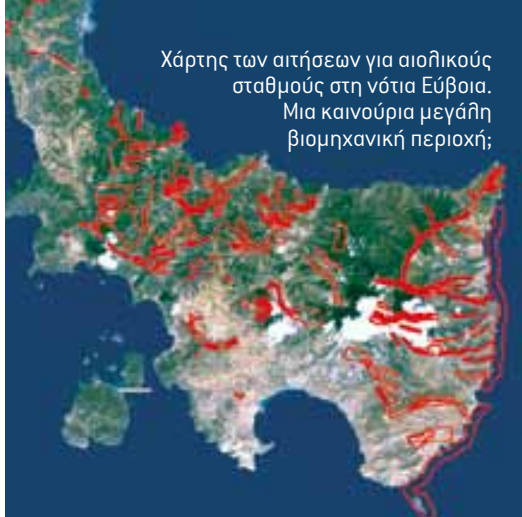 Χάρτης των αιτήσεων για αιολικούς
σταθμούς στη νότια Εύβοια.
Μια καινούρια μεγάλη
βιομηχανική περιοχή;